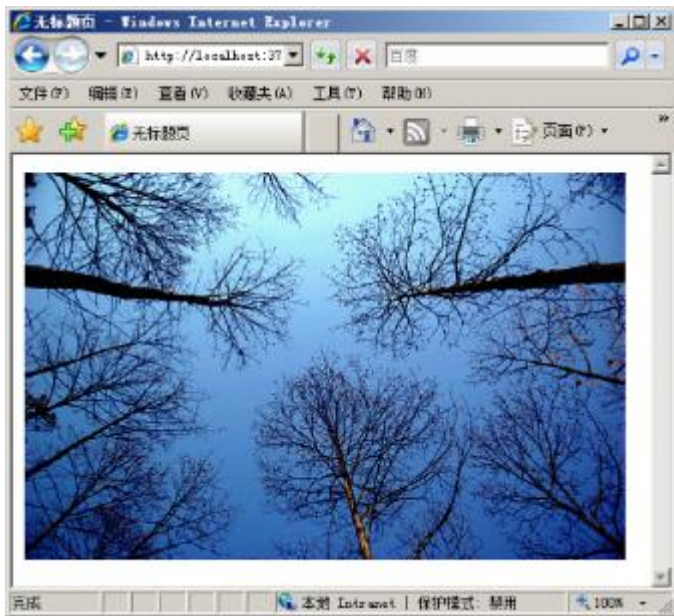 无标题页 - Windows Internet Explorer
http://localhost:37 百度
文件(F) 编辑(E) 查看(V) 收藏夹(A) 工具(T) 帮助(H)
无标题页 页面(P)
完成 本地 Intranet | 保护模式: 禁用 100%